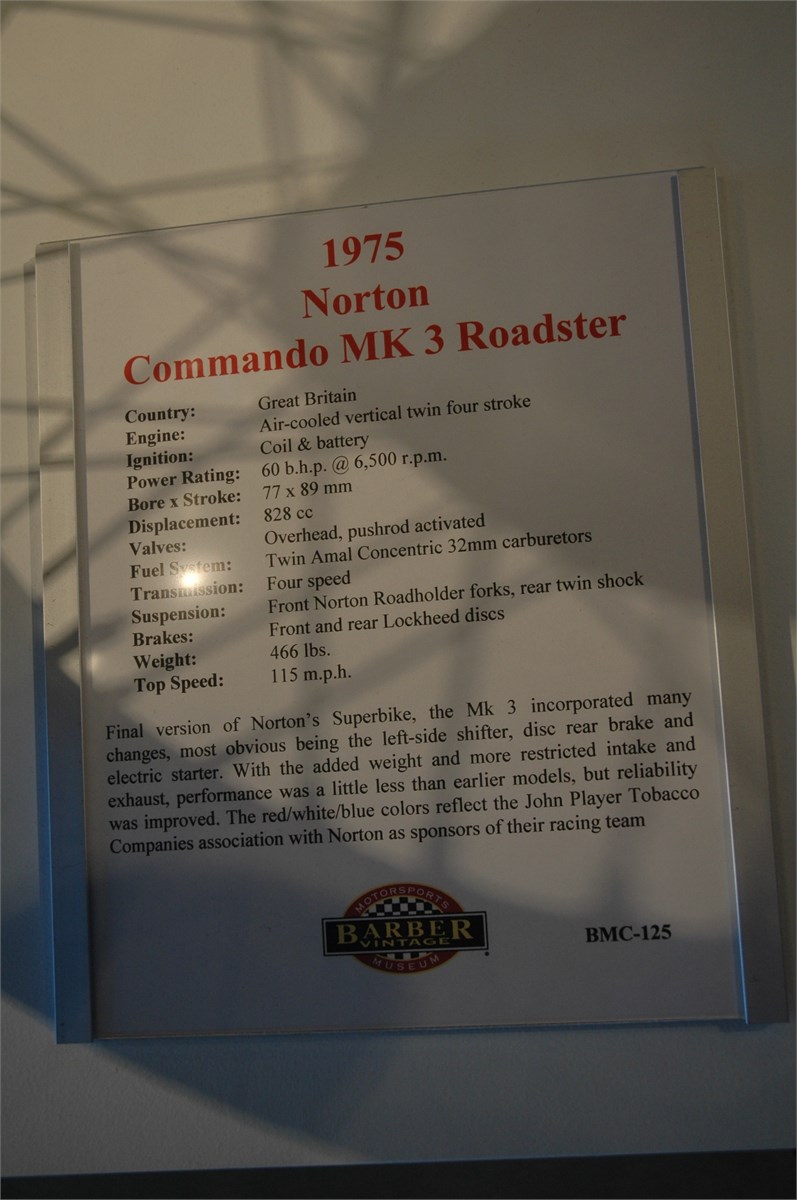 1975
Norton
Commando MK 3 Roadster
Country: Great Britain
Engine: Air-cooled vertical twin four stroke
Ignition: Coil & battery
Power Rating: 60 b.h.p. @ 6,500 r.p.m.
Bore x Stroke: 77 x 89 mm
Displacement: 828 cc
Valves: Overhead, pushrod activated
Fuel System: Twin Amal Concentric 32mm carburetors
Transmission: Four speed
Suspension: Front Norton Roadholder forks, rear twin shock
Brakes: Front and rear Lockheed discs
Weight: 466 lbs.
Top Speed: 115 m.p.h.
Final version of Norton's Superbike, the Mk 3 incorporated many
changes, most obvious being the left-side shifter, disc rear brake and
electric starter. With the added weight and more restricted intake and
exhaust, performance was a little less than earlier models, but reliability
was improved. The red/white/blue colors reflect the John Player Tobacco
Companies association with Norton as sponsors of their racing team
MOTORSPORTS
BARBER
VINTAGE
MUSEUM
BMC-125